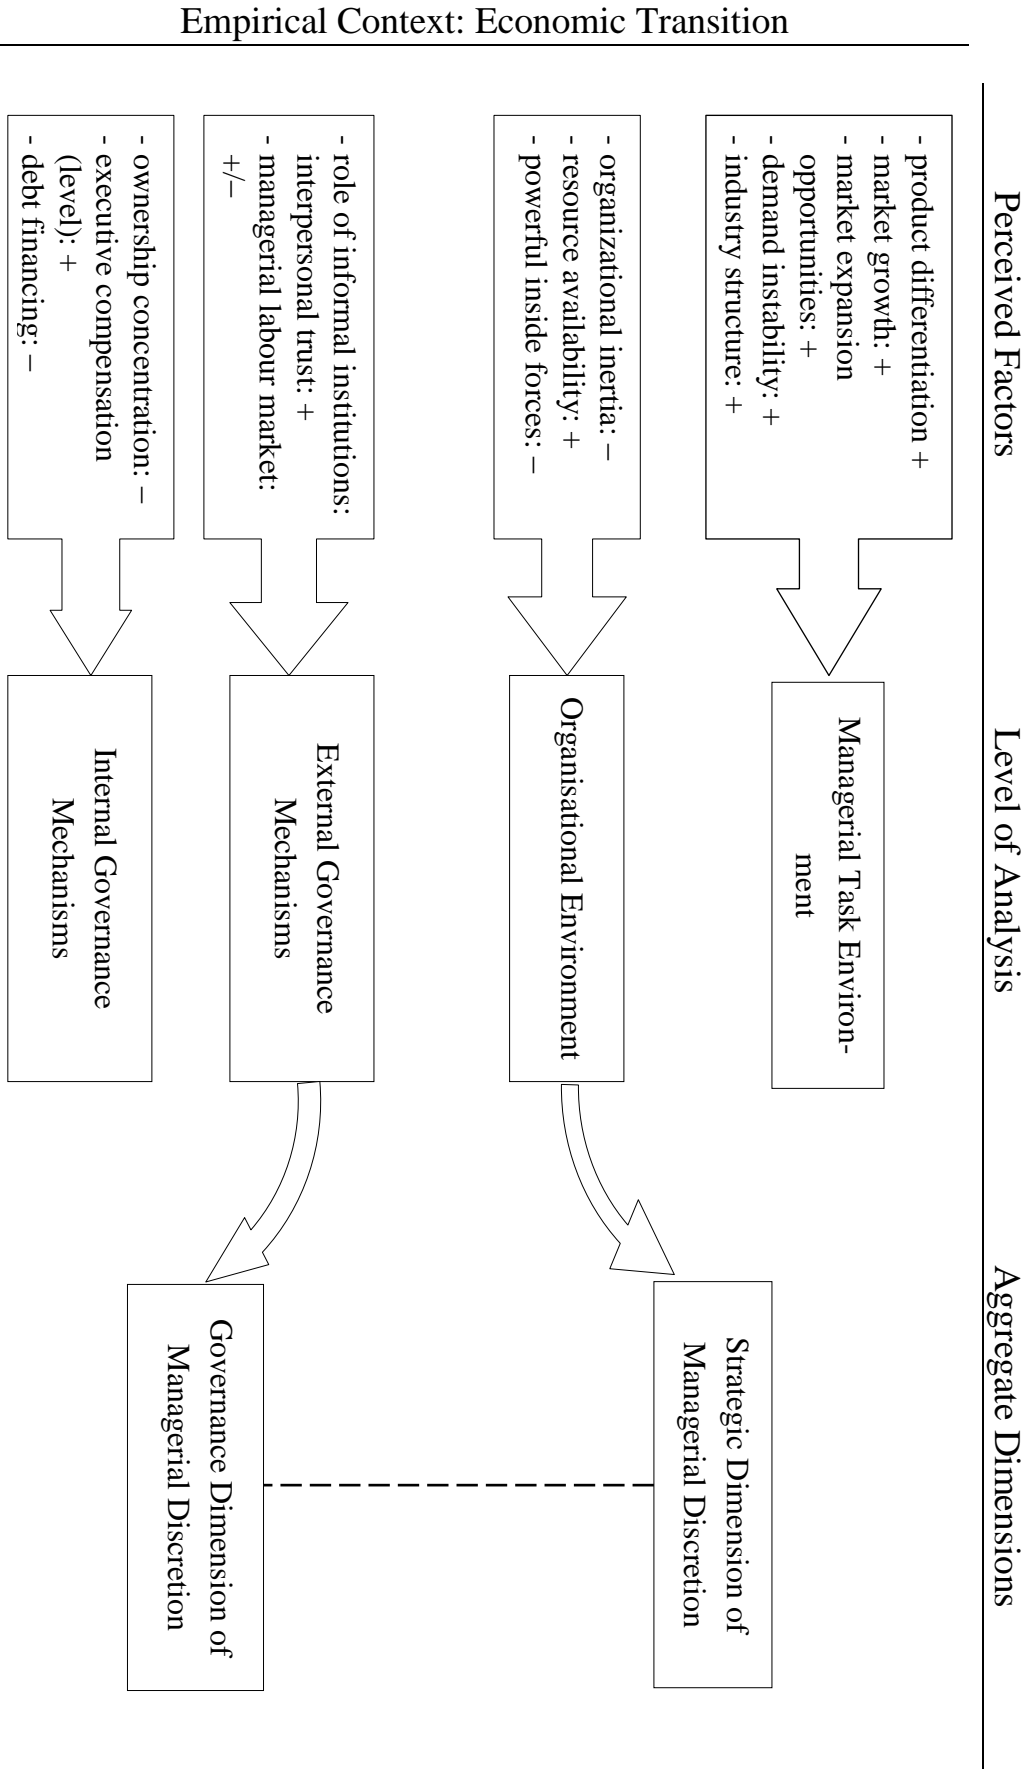 Empirical Context: Economic Transition
Perceived Factors
Level of Analysis
Aggregate Dimensions
- product differentiation +
- market growth: +
- market expansion
opportunities: +
- demand instability: +
- industry structure: +
Managerial Task Environ-
ment
- organizational inertia: –
- resource availability: +
- powerful inside forces: –
Organisational Environment
Strategic Dimension of
Managerial Discretion
- role of informal institutions:
interpersonal trust: +
- managerial labour market:
+/–
External Governance
Mechanisms
Governance Dimension of
Managerial Discretion
- ownership concentration: –
- executive compensation
(level): +
- debt financing: –
Internal Governance
Mechanisms